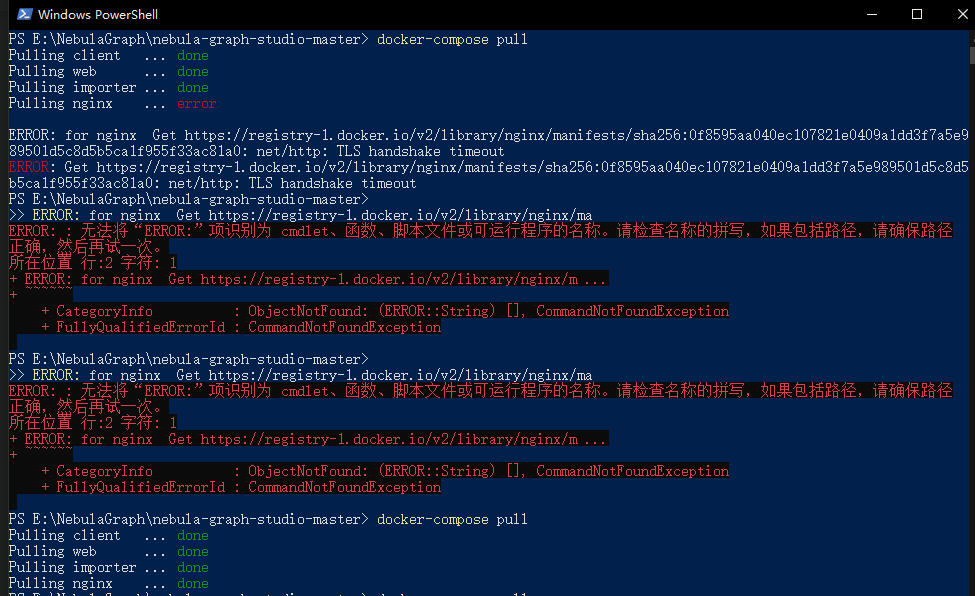 Windows PowerShell
PS E:\NebulaGraph\nebula-graph-studio-master> docker-compose pull
Pulling client   ... done
Pulling web      ... done
Pulling importer ... done
Pulling nginx    ... error
ERROR: for nginx  Get https://registry-1.docker.io/v2/library/nginx/manifests/sha256:0f8595aa040ec107821e0409a1dd3f7a5e9
89501d5c8d5b5ca1f955f33ac81a0: net/http: TLS handshake timeout
ERROR: Get https://registry-1.docker.io/v2/library/nginx/manifests/sha256:0f8595aa040ec107821e0409a1dd3f7a5e989501d5c8d5
b5ca1f955f33ac81a0: net/http: TLS handshake timeout
PS E:\NebulaGraph\nebula-graph-studio-master>
>> ERROR: for nginx  Get https://registry-1.docker.io/v2/library/nginx/ma
ERROR: : 无法将“ERROR:”项识别为 cmdlet、函数、脚本文件或可运行程序的名称。请检查名称的拼写，如果包括路径，请确保路径
正确，然后再试一次。
所在位置 行:2 字符: 1
+ ERROR: for nginx  Get https://registry-1.docker.io/v2/library/nginx/m ...
+ ~~~~~~
    + CategoryInfo          : ObjectNotFound: (ERROR::String) [], CommandNotFoundException
    + FullyQualifiedErrorId : CommandNotFoundException
PS E:\NebulaGraph\nebula-graph-studio-master>
>> ERROR: for nginx  Get https://registry-1.docker.io/v2/library/nginx/ma
ERROR: : 无法将“ERROR:”项识别为 cmdlet、函数、脚本文件或可运行程序的名称。请检查名称的拼写，如果包括路径，请确保路径
正确，然后再试一次。
所在位置 行:2 字符: 1
+ ERROR: for nginx  Get https://registry-1.docker.io/v2/library/nginx/m ...
+ ~~~~~~
    + CategoryInfo          : ObjectNotFound: (ERROR::String) [], CommandNotFoundException
    + FullyQualifiedErrorId : CommandNotFoundException
PS E:\NebulaGraph\nebula-graph-studio-master> docker-compose pull
Pulling client   ... done
Pulling web      ... done
Pulling importer ... done
Pulling nginx    ... done